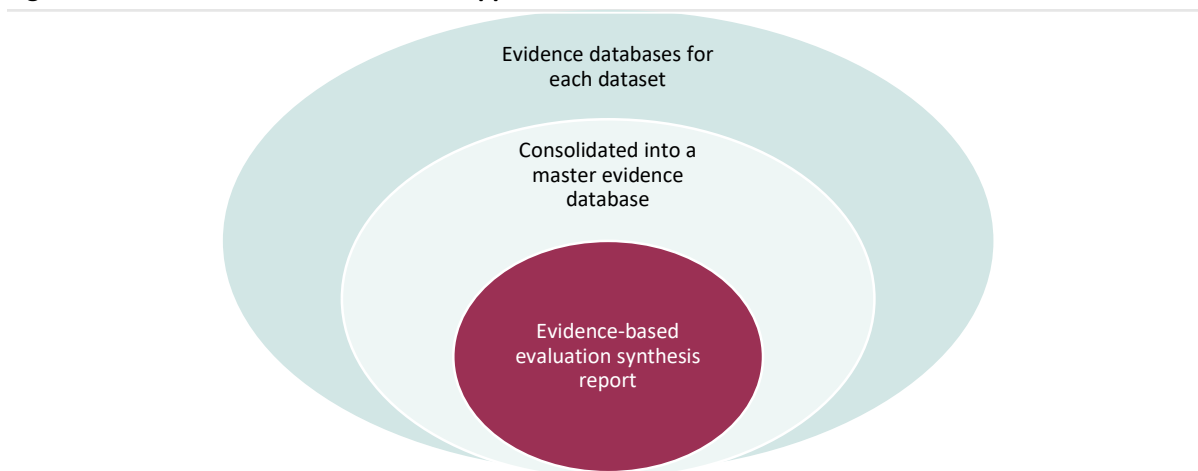 Evidence databases for
each dataset
Consolidated into a
master evidence
database
Evidence-based
evaluation synthesis
report